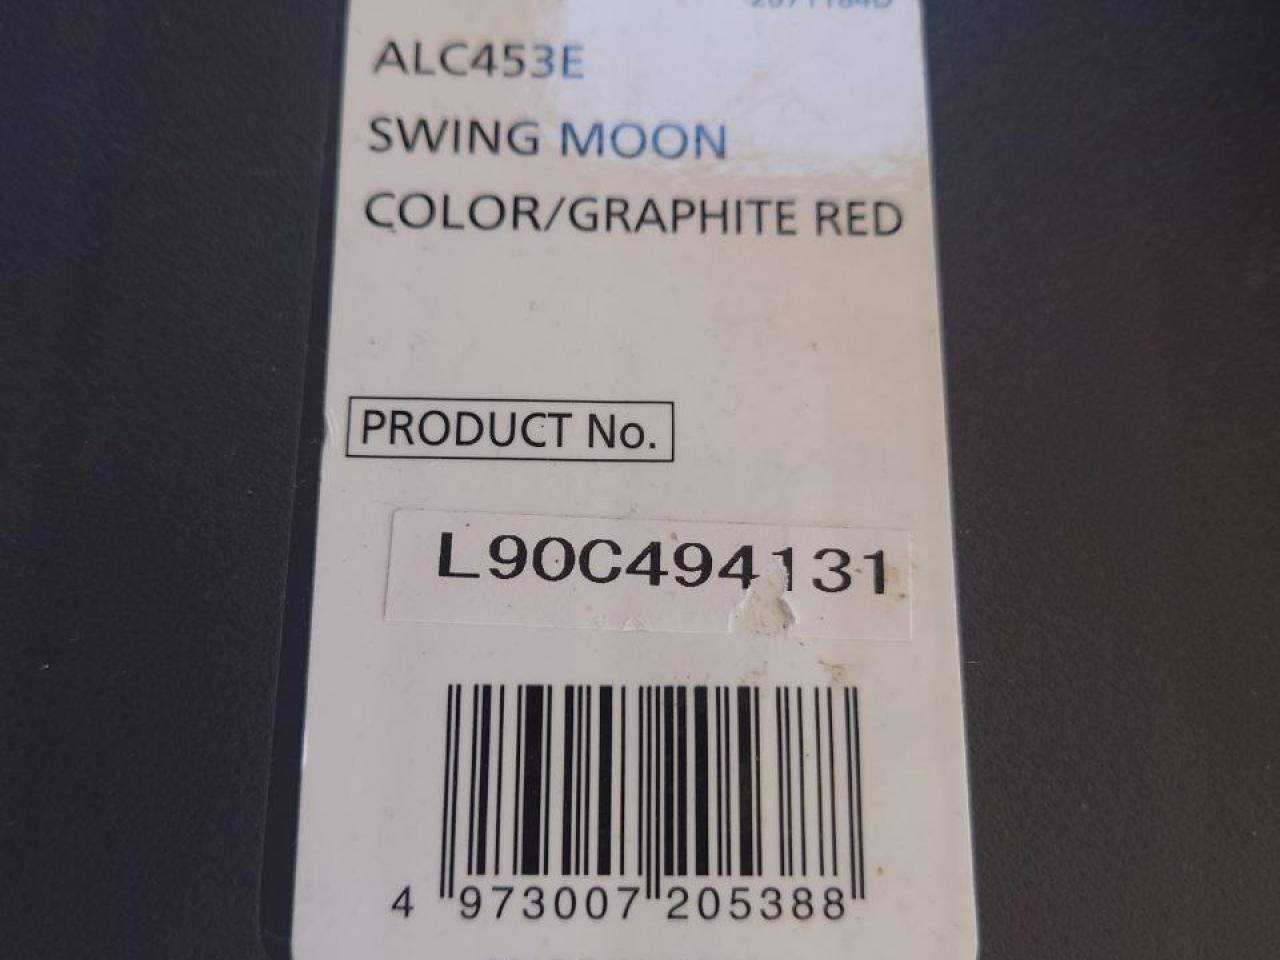 ALC453E
SWING MOON
COLOR/GRAPHITE RED
PRODUCT No.
L90C494131
4 973007 205388